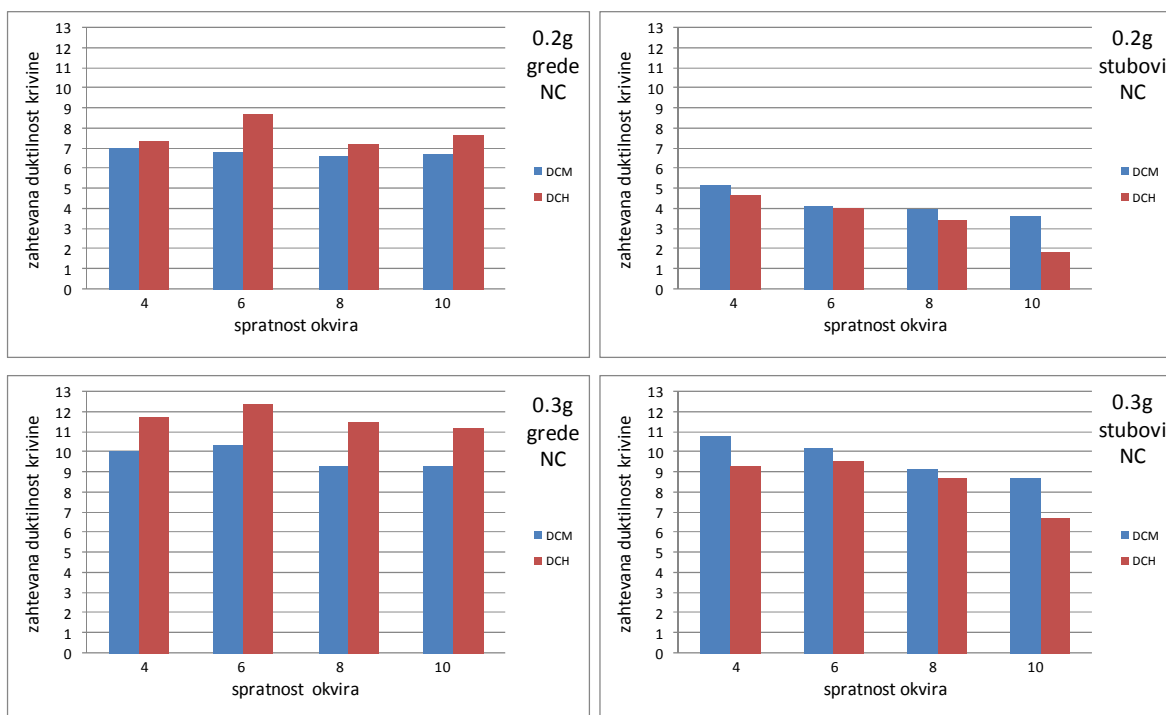 zahtevana duktilnost krivine
13
12
11
10
9
8
7
6
5
4
3
2
1
0
4 6 8 10
spratnost okvira
0.2g
grede
NC
DCM
DCH
zahtevana duktilnost krivine
13
12
11
10
9
8
7
6
5
4
3
2
1
0
4 6 8 10
spratnost okvira
0.2g
stubovi
NC
DCM
DCH
zahtevana duktilnost krivine
13
12
11
10
9
8
7
6
5
4
3
2
1
0
4 6 8 10
spratnost okvira
0.3g
grede
NC
DCM
DCH
zahtevana duktilnost krivine
13
12
11
10
9
8
7
6
5
4
3
2
1
0
4 6 8 10
spratnost okvira
0.3g
stubovi
NC
DCM
DCH